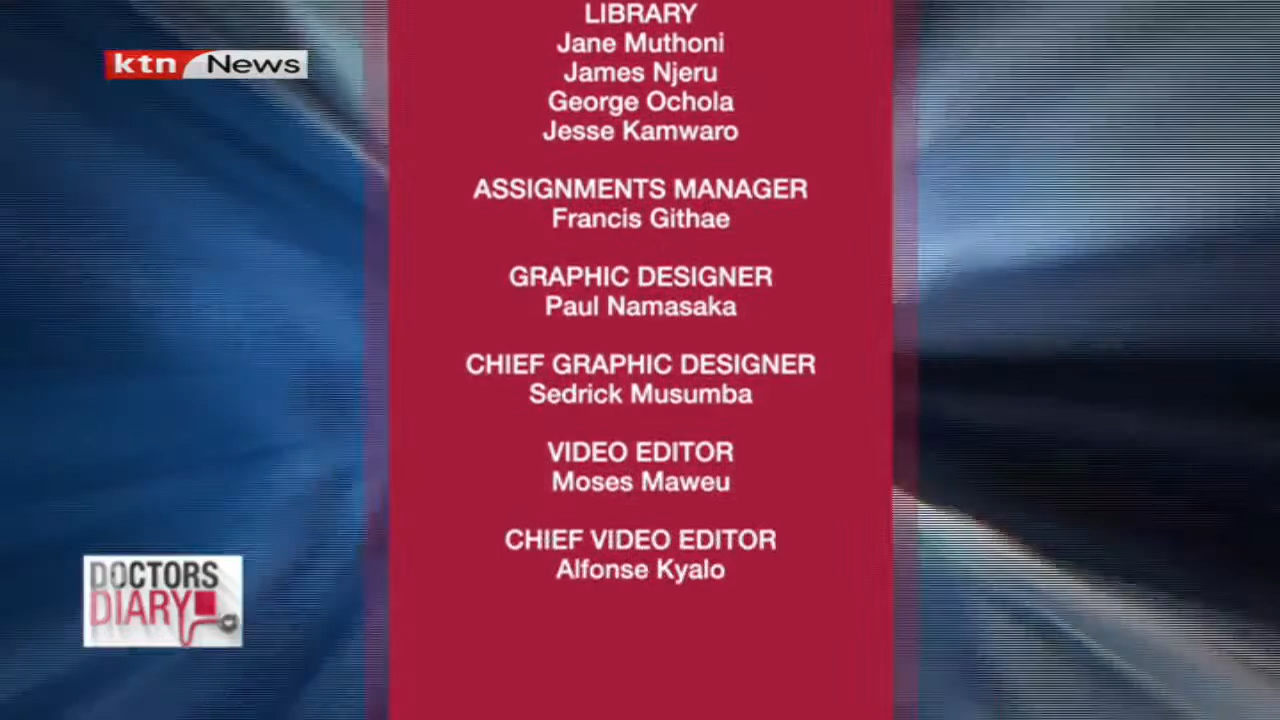 LIBRARY
Jane Muthoni
James Njeru
George Ochola
Jesse Kamwaro
ASSIGNMENTS MANAGER
Francis Githae
GRAPHIC DESIGNER
Paul Namasaka
CHIEF GRAPHIC DESIGNER
Sedrick Musumba
VIDEO EDITOR
Moses Maweu
CHIEF VIDEO EDITOR
Alfonse Kyalo
ktn News
DOCTORS
DIARY